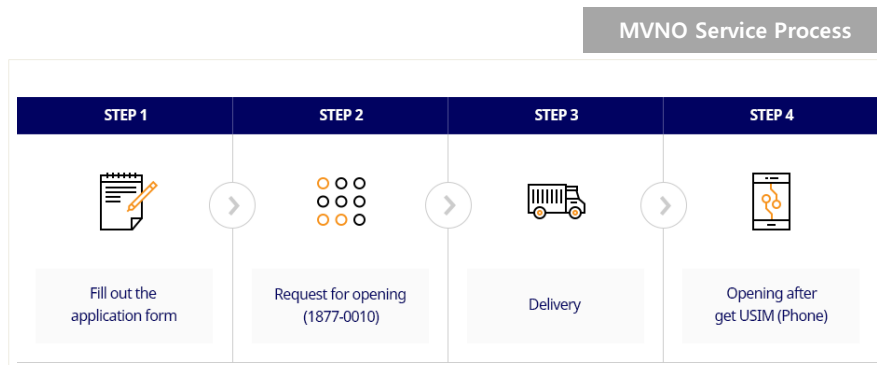 MVNO Service Process
STEP 1
STEP 2
STEP 3
STEP 4
Fill out the
application form
Request for opening
(1877-0010)
Delivery
Opening after
get USIM (Phone)